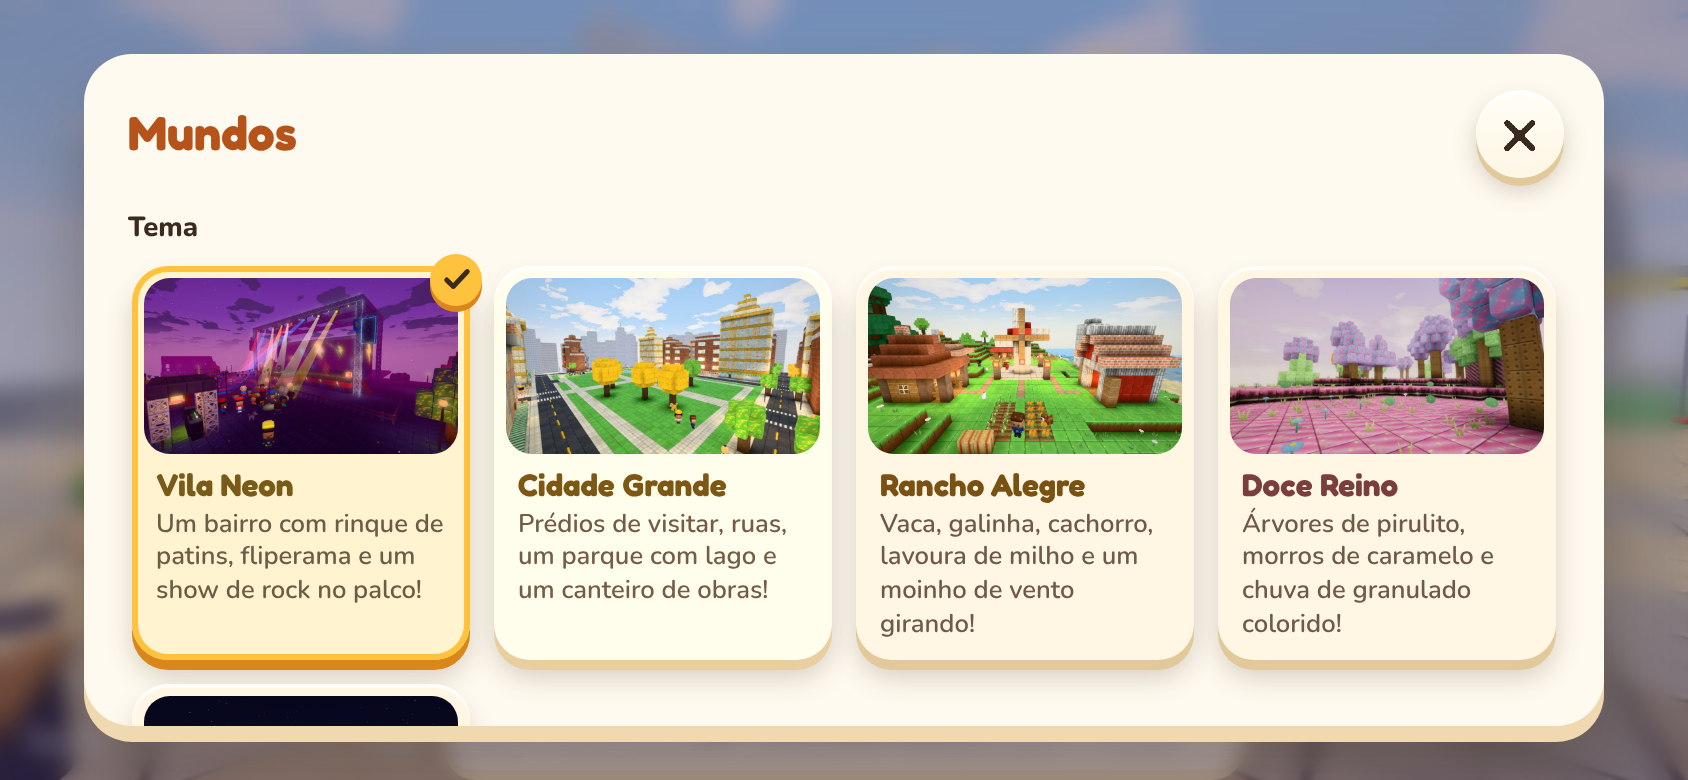 Mundos
Tema
Vila Neon
Um bairro com rinque de
patins, fliperama e um
show de rock no palco!
Cidade Grande
Prédios de visitar, ruas,
um parque com lago e
um canteiro de obras!
Rancho Alegre
Vaca, galinha, cachorro,
lavoura de milho e um
moinho de vento
girando!
Doce Reino
Árvores de pirulito,
morros de caramelo e
chuva de granulado
colorido!